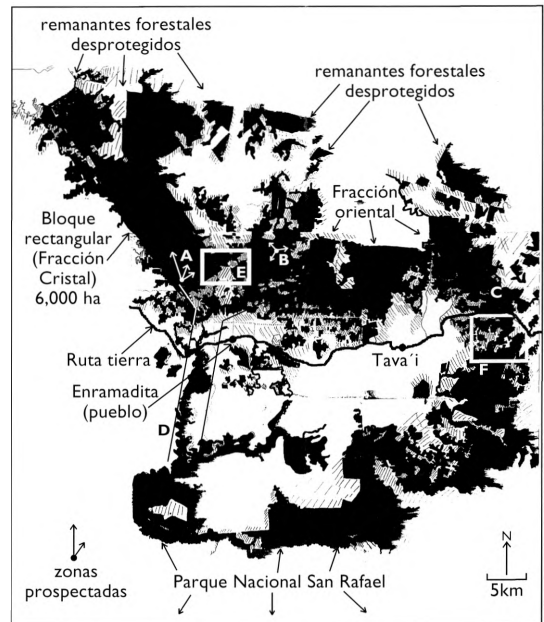 remanantes forestales
desprotegidos
remanantes forestales
desprotegidos
Fracción
oriental
Bloque
rectangular
(Fracción
Cristal)
6,000 ha
A
E
B
C
Ruta tierra
Tava´i
F
Enramadita
(pueblo)
D
N
5km
zonas
prospectadas
Parque Nacional San Rafael